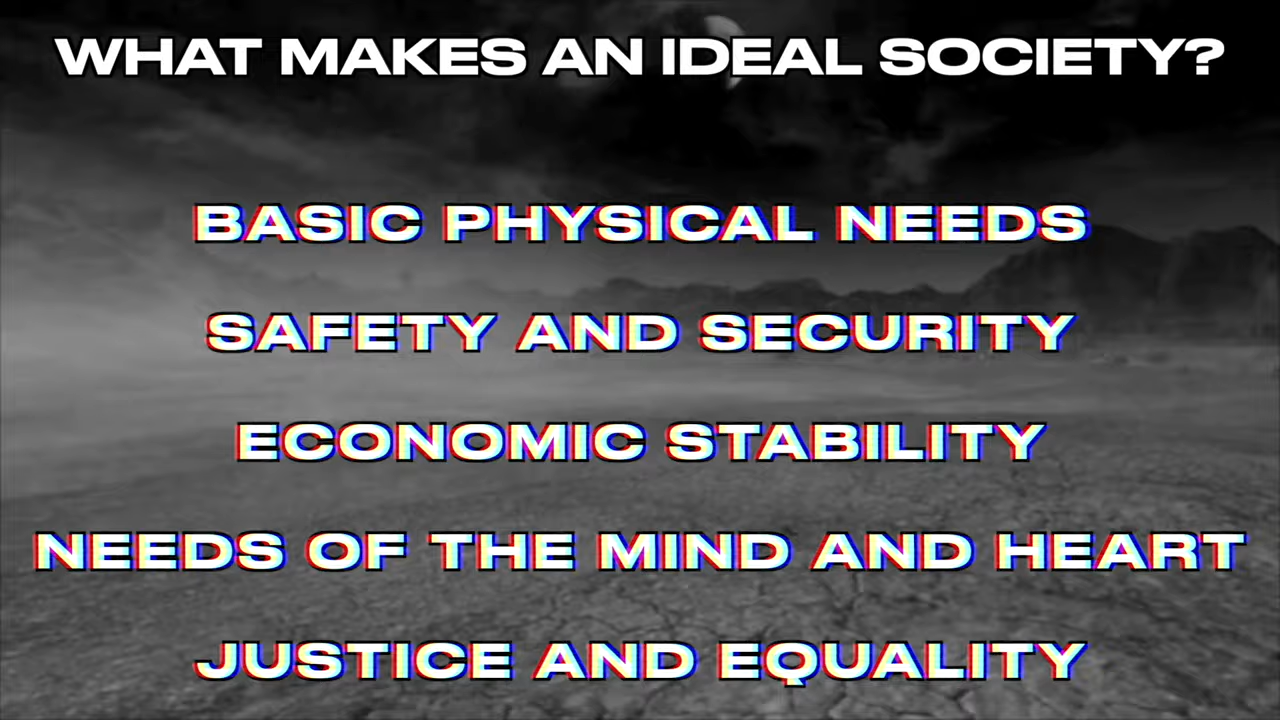 WHAT MAKES AN IDEAL SOCIETY?
BASIC PHYSICAL NEEDS
SAFETY AND SECURITY
ECONOMIC STABILITY
NEEDS OF THE MIND AND HEART
JUSTICE AND EQUALITY